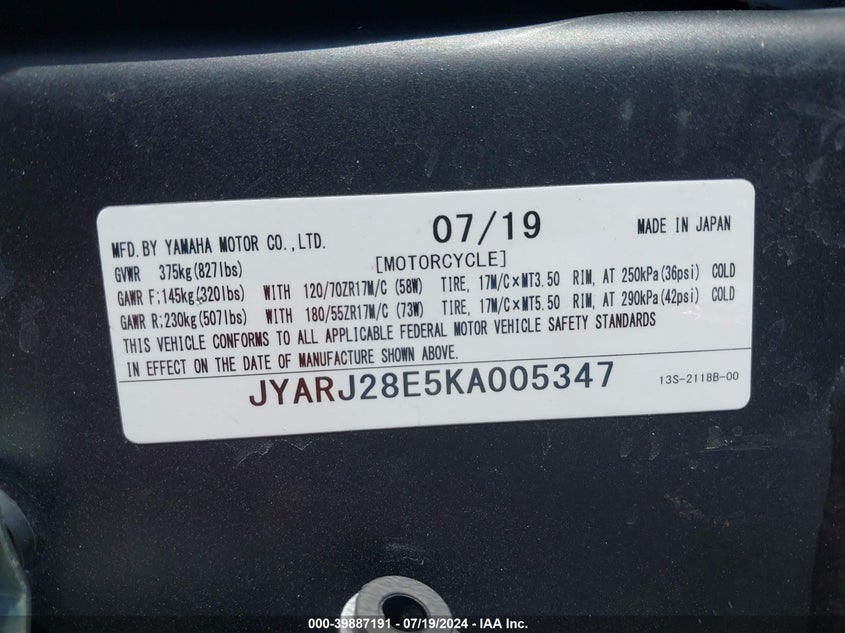 MFD. BY YAMAHA MOTOR CO., LTD. 07/19 MADE IN JAPAN
GVWR 375kg(827lbs) [MOTORCYCLE]
GAWR F:145kg(320lbs) WITH 120/70ZR17M/C (58W) TIRE, 17M/C×MT3.50 RIM, AT 250kPa(36psi) COLD
GAWR R:230kg(507lbs) WITH 180/55ZR17M/C (73W) TIRE, 17M/C×MT5.50 RIM, AT 290kPa(42psi) COLD
THIS VEHICLE CONFORMS TO ALL APPLICABLE FEDERAL MOTOR VEHICLE SAFETY STANDARDS
IN EFFECT ON THE DATE OF MANUFACTURE SHOWN ABOVE.
JYARJ28E5KA005347 13S-2118B-00
000-39887191 - 07/19/2024 - IAA Inc.